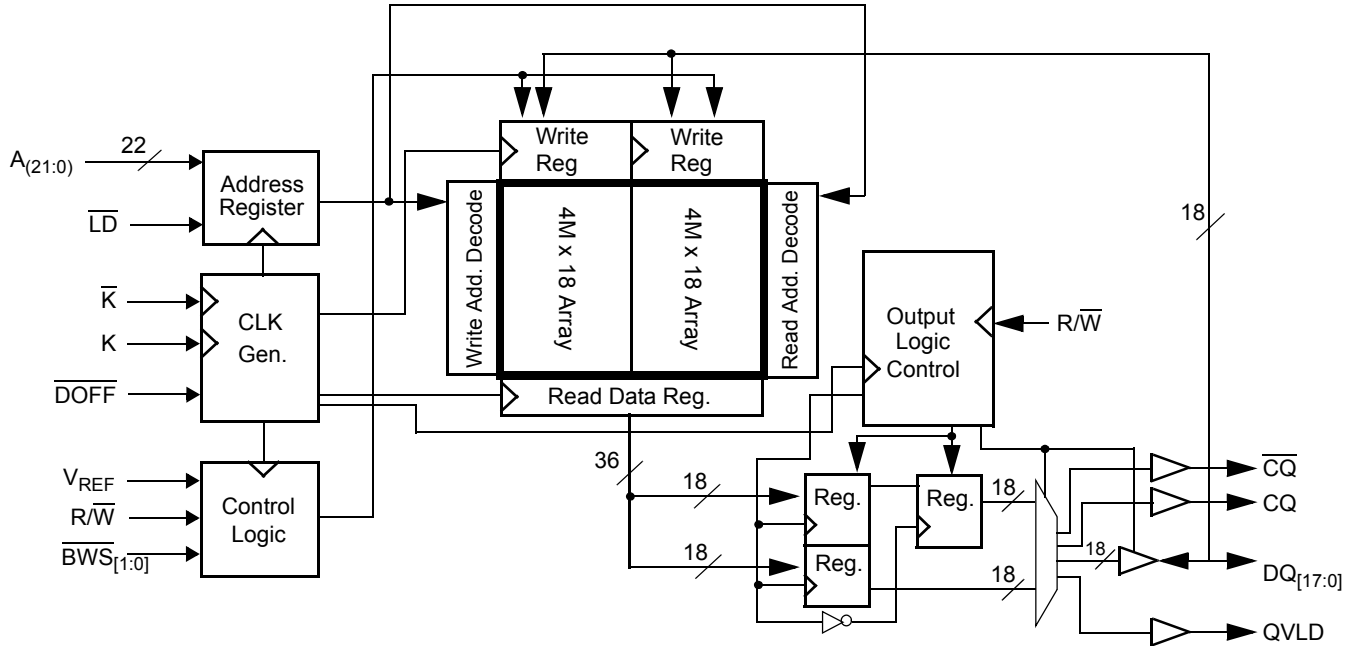 A(21:0)
22
LD
Address
Register
K
K
DOFF
CLK
Gen.
VREF
R/W
BWS[1:0]
Control
Logic
Write
Reg
Write
Reg
Write Add. Decode
4M x 18 Array
4M x 18 Array
Read Add. Decode
Read Data Reg.
36
18
18
18
Output
Logic
Control
R/W
Reg.
Reg.
Reg.
18
18
18
CQ
CQ
DQ[17:0]
QVLD